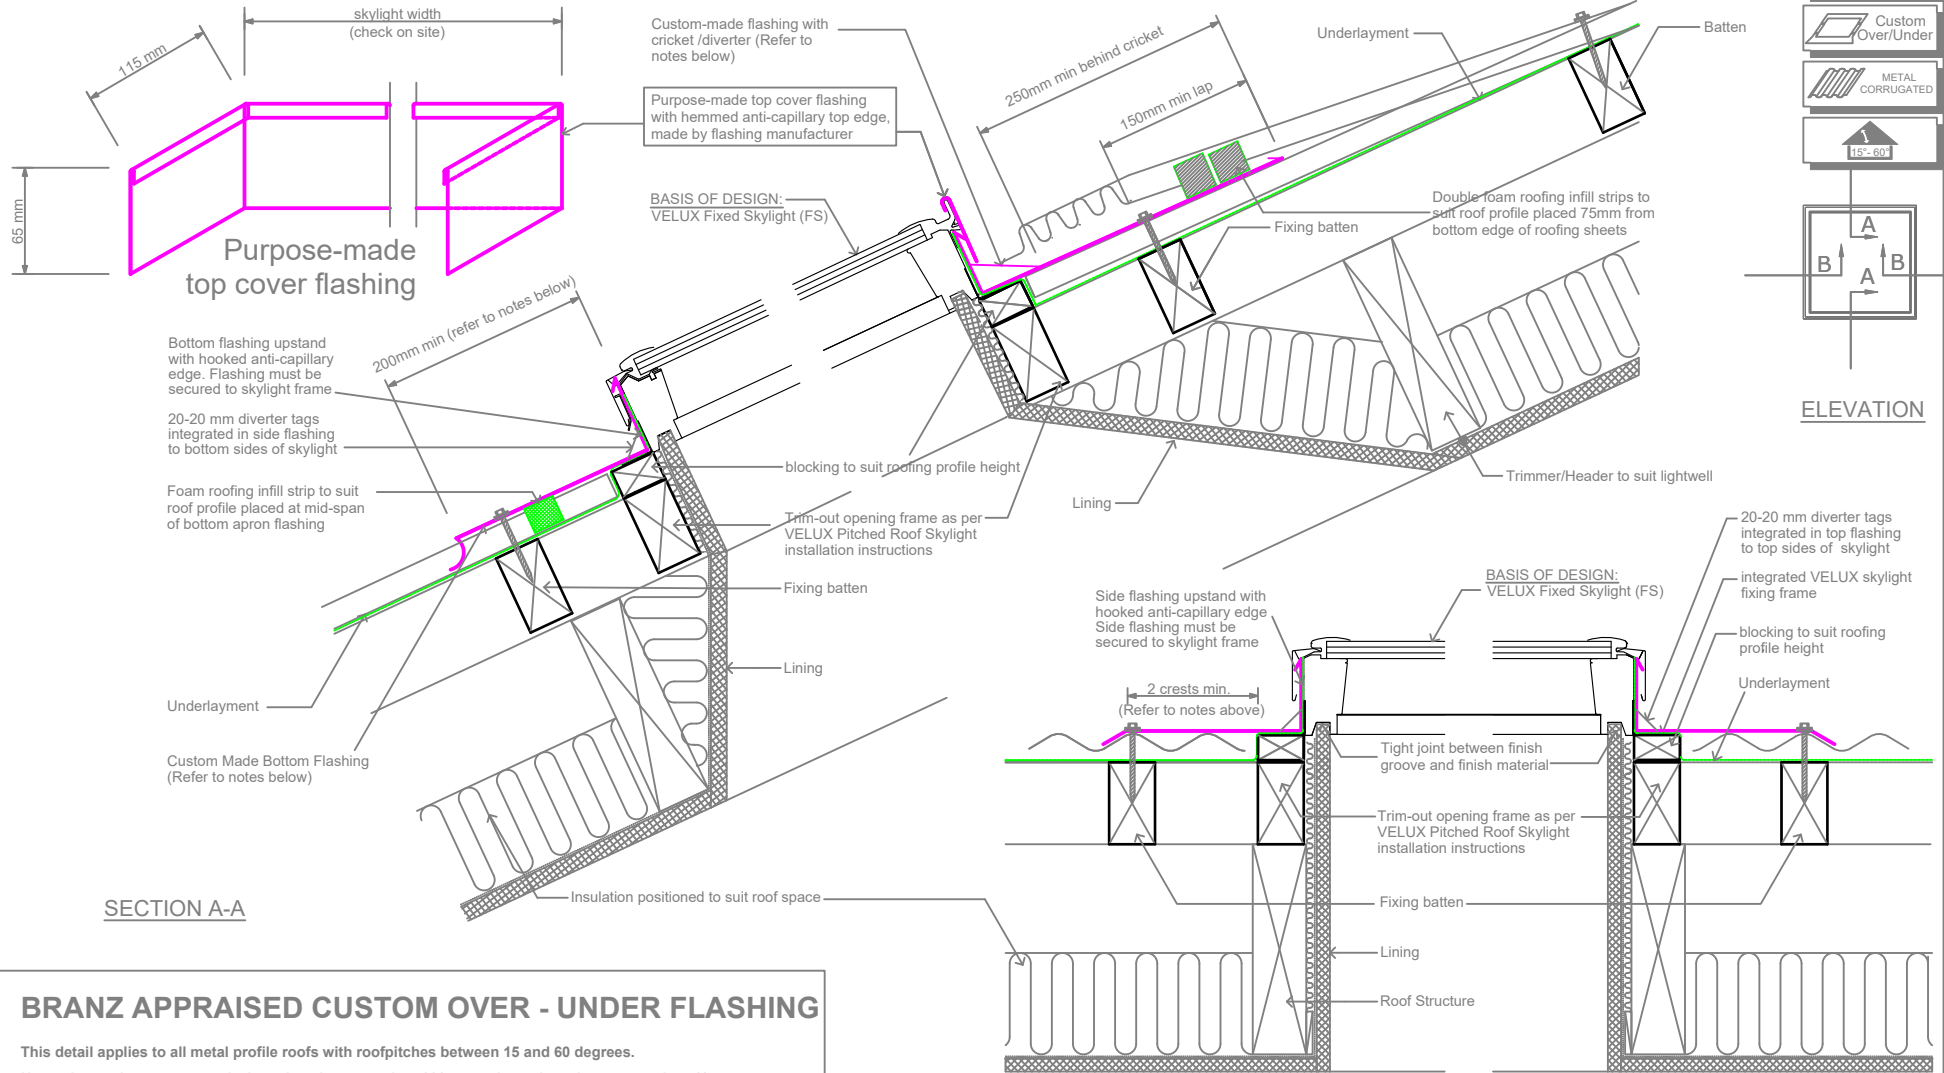 skylight width
(check on site)
115 mm
65 mm
Purpose-made
top cover flashing
Custom-made flashing with
cricket /diverter (Refer to
notes below)
Purpose-made top cover flashing
with hemmed anti-capillary top edge,
made by flashing manufacturer
BASIS OF DESIGN:
VELUX Fixed Skylight (FS)
250mm min behind cricket
150mm min lap
Underlayment
Batten
Custom
Over/Under
METAL
CORRUGATED
15°- 60°
Double foam roofing infill strips to
suit roof profile placed 75mm from
bottom edge of roofing sheets
Fixing batten
A
B
B
A
ELEVATION
200mm min (refer to notes below)
Bottom flashing upstand
with hooked anti-capillary
edge. Flashing must be
secured to skylight frame
20-20 mm diverter tags
integrated in side flashing
to bottom sides of skylight
Foam roofing infill strip to suit
roof profile placed at mid-span
of bottom apron flashing
blocking to suit roofing profile height
Trim-out opening frame as per
VELUX Pitched Roof Skylight
installation instructions
Fixing batten
Lining
Lining
Trimmer/Header to suit lightwell
Underlayment
Custom Made Bottom Flashing
(Refer to notes below)
Insulation positioned to suit roof space
SECTION A-A
20-20 mm diverter tags
integrated in top flashing
to top sides of skylight
BASIS OF DESIGN:
VELUX Fixed Skylight (FS)
integrated VELUX skylight
fixing frame
Side flashing upstand with
hooked anti-capillary edge
Side flashing must be
secured to skylight frame
blocking to suit roofing
profile height
Underlayment
2 crests min.
(Refer to notes above)
Tight joint between finish
groove and finish material
Trim-out opening frame as per
VELUX Pitched Roof Skylight
installation instructions
Fixing batten
Lining
Roof Structure
BRANZ APPRAISED CUSTOM OVER - UNDER FLASHING
This detail applies to all metal profile roofs with roofpitches between 15 and 60 degrees.